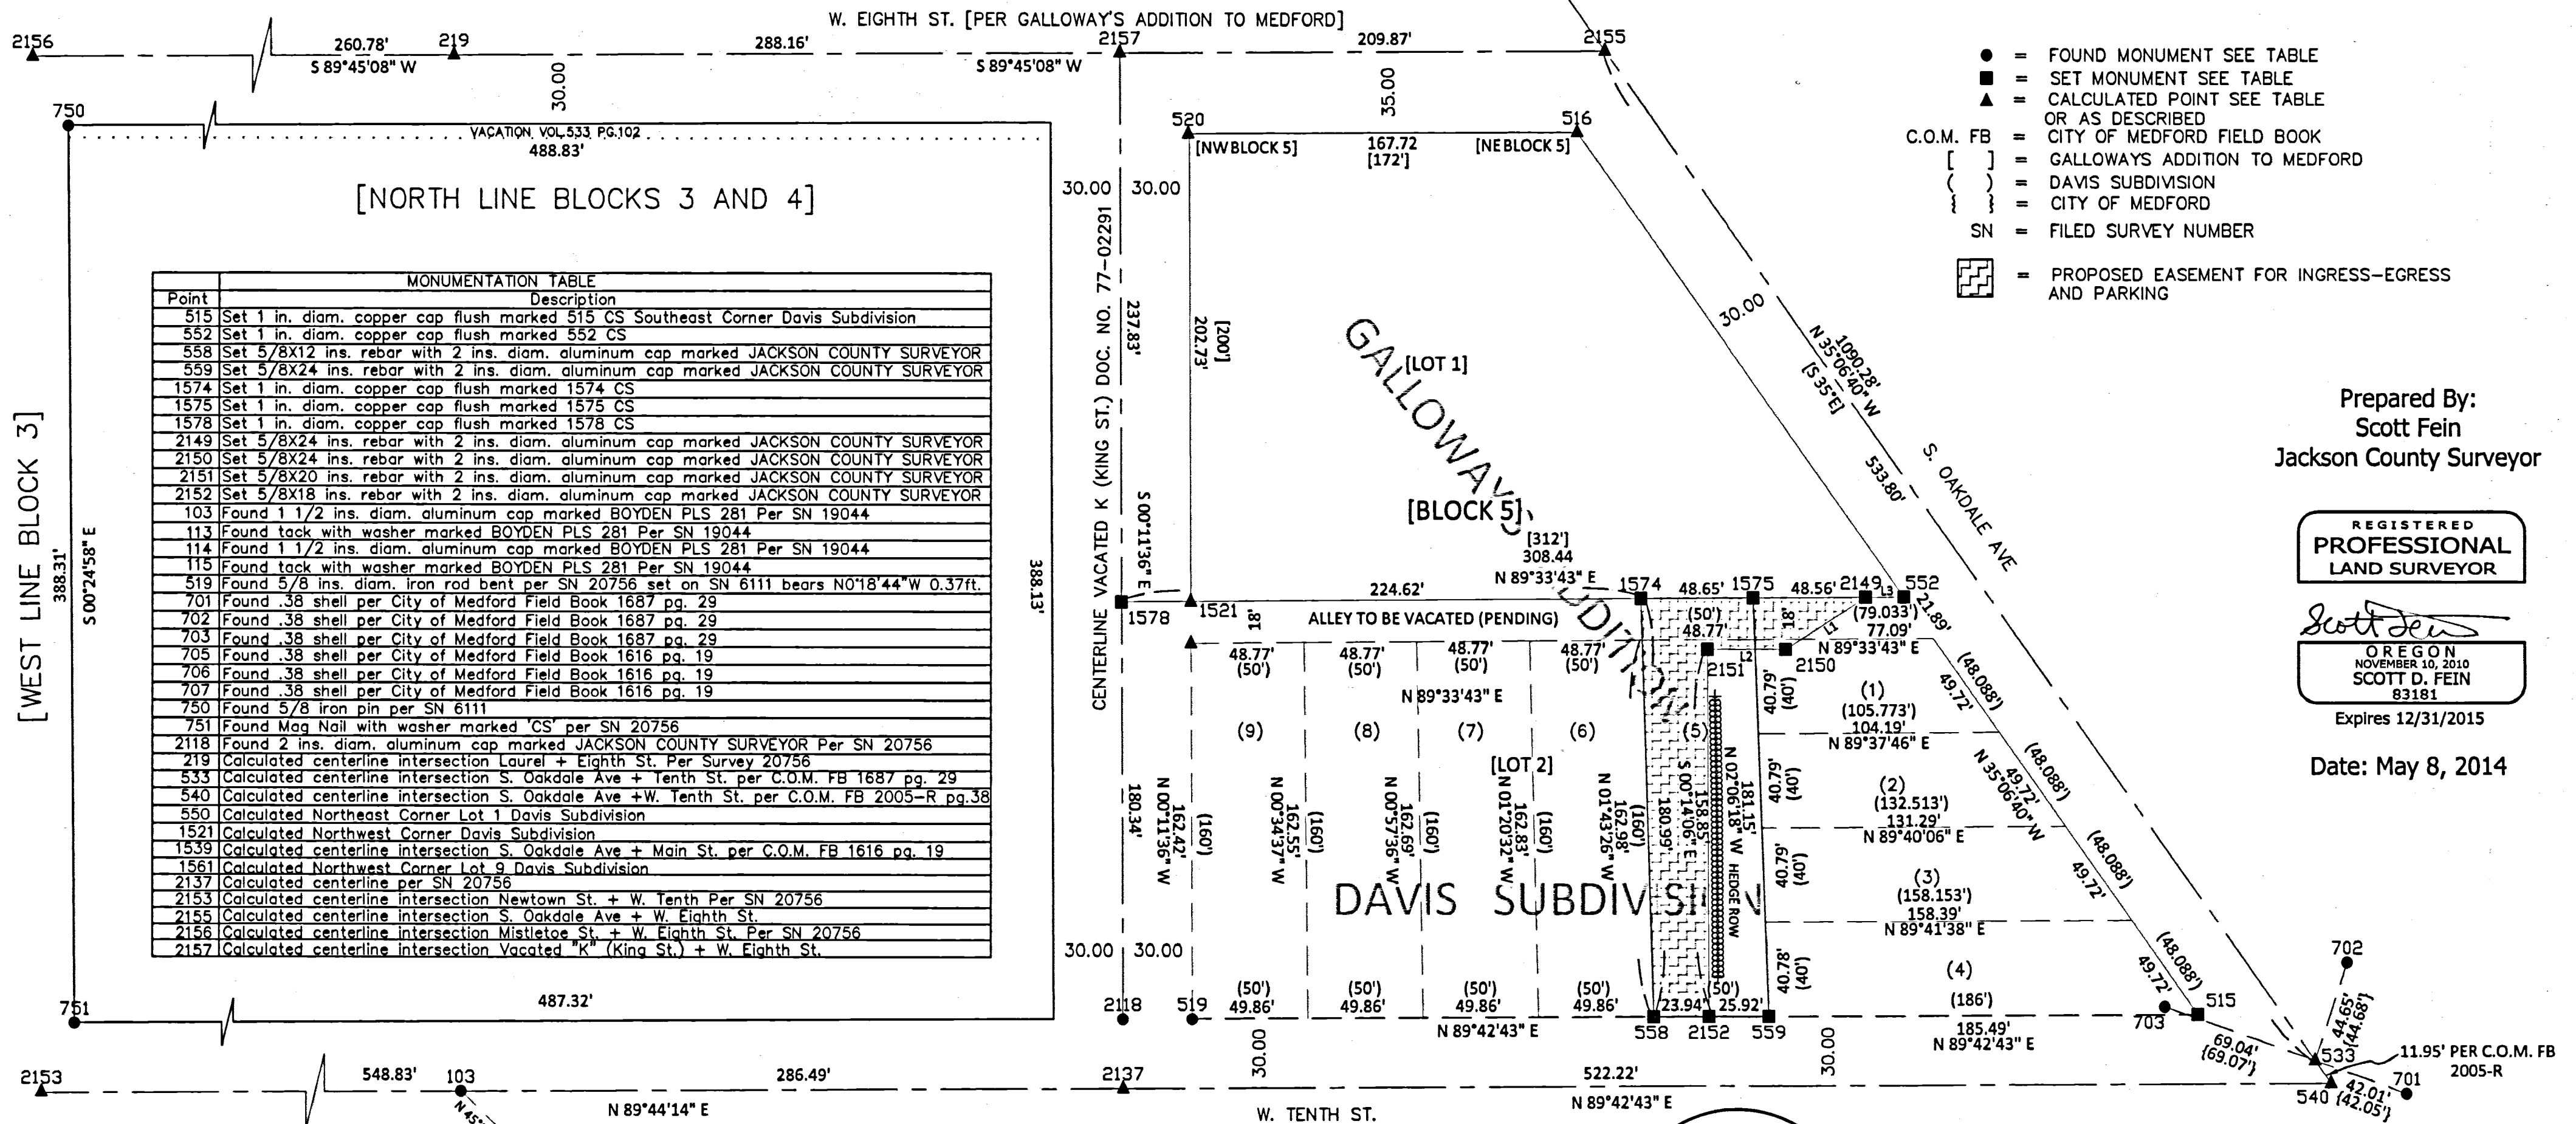 W. EIGHTH ST. [PER GALLOWAY'S ADDITION TO MEDFORD]
2156
260.78'
219
288.16'
2157
209.87'
2155
S 89°45'08" W
S 89°45'08" W
30.00
35.00
750
VACATION VOL 533 PG.102
488.83'
520
516
[NW BLOCK 5]
167.72
[172']
[NE BLOCK 5]
[NORTH LINE BLOCKS 3 AND 4]
30.00
30.00
● = FOUND MONUMENT SEE TABLE
■ = SET MONUMENT SEE TABLE
▲ = CALCULATED POINT SEE TABLE
OR AS DESCRIBED
C.O.M. FB = CITY OF MEDFORD FIELD BOOK
[ ] = GALLOWAYS ADDITION TO MEDFORD
( ) = DAVIS SUBDIVISION
{ } = CITY OF MEDFORD
SN = FILED SURVEY NUMBER
= PROPOSED EASEMENT FOR INGRESS-EGRESS
AND PARKING
MONUMENTATION TABLE
Point Description
515 Set 1 in. diam. copper cap flush marked 515 CS Southeast Corner Davis Subdivision
552 Set 1 in. diam. copper cap flush marked 552 CS
558 Set 5/8X12 ins. rebar with 2 ins. diam. aluminum cap marked JACKSON COUNTY SURVEYOR
559 Set 5/8X24 ins. rebar with 2 ins. diam. aluminum cap marked JACKSON COUNTY SURVEYOR
1574 Set 1 in. diam. copper cap flush marked 1574 CS
1575 Set 1 in. diam. copper cap flush marked 1575 CS
1578 Set 1 in. diam. copper cap flush marked 1578 CS
2149 Set 5/8X24 ins. rebar with 2 ins. diam. aluminum cap marked JACKSON COUNTY SURVEYOR
2150 Set 5/8X24 ins. rebar with 2 ins. diam. aluminum cap marked JACKSON COUNTY SURVEYOR
2151 Set 5/8X20 ins. rebar with 2 ins. diam. aluminum cap marked JACKSON COUNTY SURVEYOR
2152 Set 5/8X18 ins. rebar with 2 ins. diam. aluminum cap marked JACKSON COUNTY SURVEYOR
103 Found 1 1/2 ins. diam. aluminum cap marked BOYDEN PLS 281 Per SN 19044
113 Found tack with washer marked BOYDEN PLS 281 Per SN 19044
114 Found 1 1/2 ins. diam. aluminum cap marked BOYDEN PLS 281 Per SN 19044
115 Found tack with washer marked BOYDEN PLS 281 Per SN 19044
519 Found 5/8 ins. diam. iron rod bent per SN 20756 set on SN 6111 bears N0°18'44"W 0.37ft.
701 Found .38 shell per City of Medford Field Book 1687 pg. 29
702 Found .38 shell per City of Medford Field Book 1687 pg. 29
703 Found .38 shell per City of Medford Field Book 1687 pg. 29
705 Found .38 shell per City of Medford Field Book 1616 pg. 19
706 Found .38 shell per City of Medford Field Book 1616 pg. 19
707 Found .38 shell per City of Medford Field Book 1616 pg. 19
750 Found 5/8 iron pin per SN 6111
751 Found Mag Nail with washer marked 'CS' per SN 20756
2118 Found 2 ins. diam. aluminum cap marked JACKSON COUNTY SURVEYOR Per SN 20756
219 Calculated centerline intersection Laurel + Eighth St. Per Survey 20756
533 Calculated centerline intersection S. Oakdale Ave + Tenth St. per C.O.M. FB 1687 pg. 29
540 Calculated centerline intersection S. Oakdale Ave +W. Tenth St. per C.O.M. FB 2005-R pg.38
550 Calculated Northeast Corner Lot 1 Davis Subdivision
1521 Calculated Northwest Corner Davis Subdivision
1539 Calculated centerline intersection S. Oakdale Ave + Main St. per C.O.M. FB 1616 pg. 19
1561 Calculated Northwest Corner Lot 9 Davis Subdivision
2137 Calculated centerline per SN 20756
2153 Calculated centerline intersection Newtown St. + W. Tenth Per SN 20756
2155 Calculated centerline intersection S. Oakdale Ave + W. Eighth St.
2156 Calculated centerline intersection Mistletoe St. + W. Eighth St. Per SN 20756
2157 Calculated centerline intersection Vacated "K" (King St.) + W. Eighth St.
[WEST LINE BLOCK 3]
388.31'
S 00°24'58" E
388.13'
CENTERLINE VACATED K (KING ST.) DOC. NO. 77-02291
237.83'
S 00°11'36" E
[200']
202.73'
GALLOWAY'S
ADDITION
[LOT 1]
[BLOCK 5]
30.00
1090.28'
N 35°06'40" W
[S 35°E]
533.80'
S. OAKDALE AVE
Prepared By:
Scott Fein
Jackson County Surveyor
REGISTERED
PROFESSIONAL
LAND SURVEYOR
Scott Fein
OREGON
NOVEMBER 10, 2010
SCOTT D. FEIN
83181
Expires 12/31/2015
Date: May 8, 2014
[312']
308.44
N 89°33'43" E
224.62'
1574
48.65'
1575
48.56'
2149
L3
552
1578
1521
18'
ALLEY TO BE VACATED (PENDING)
(50')
48.77'
18'
L1
(79.033')
77.09'
21.89'
N 89°33'43" E
48.77'
(50')
48.77'
(50')
48.77'
(50')
48.77'
(50')
2151
L2
2150
N 89°33'43" E
(9)
(8)
(7)
(6)
(5)
[LOT 2]
180.34'
N 00°11'36" W
162.42'
(160')
N 00°34'37" W
162.55'
(160')
N 00°57'36" W
162.69'
(160')
N 01°20'32" W
162.83'
(160')
N 01°43'26" W
162.98'
(160')
180.99'
S 00°14'06" E
158.85'
N 02°06'18" W
181.15'
HEDGE ROW
40.79'
(40')
40.79'
(40')
40.79'
(40')
40.78'
(40')
(1)
(105.773')
104.19'
N 89°37'46" E
(2)
(132.513')
131.29'
N 89°40'06" E
(3)
(158.153')
158.39'
N 89°41'38" E
(4)
(186')
(48.088')
49.72'
(48.088')
49.72'
N 35°06'40" W
(48.088')
49.72'
(48.088')
49.72'
DAVIS SUBDIVISION
30.00
30.00
751
487.32'
2118
519
(50')
49.86'
(50')
49.86'
(50')
49.86'
(50')
49.86'
(50')
23.94'
25.92'
N 89°42'43" E
558
2152
559
185.49'
N 89°42'43" E
703
515
702
44.65'
{44.68'}
69.04'
{69.07'}
533
11.95' PER C.O.M. FB
2005-R
701
42.01'
{42.05'}
540
30.00
30.00
2153
548.83'
103
286.49'
2137
522.22'
N 45°
N 89°44'14" E
W. TENTH ST.
N 89°42'43" E